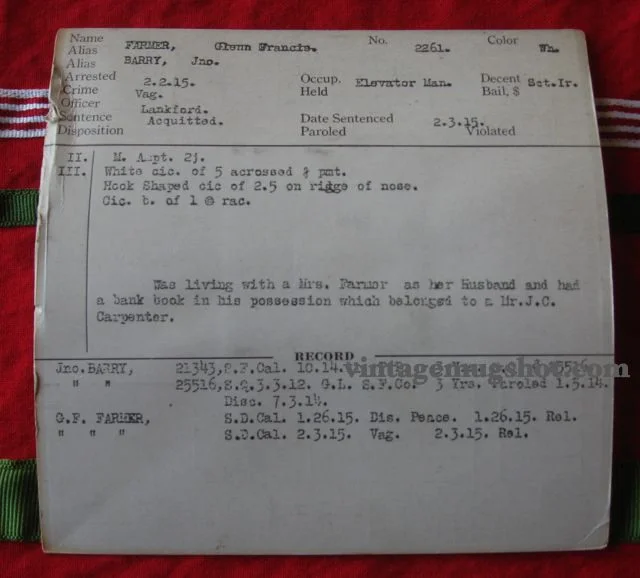 Name FARMER, Glenn Francis. No. 2261. Color Wh.
Alias BARRY, Jno.
Alias
Arrested 2.2.15. Occup. Elevator Man. Decent Sct.Ir.
Crime Vag. Held Bail, $
Officer Lankford.
Sentence Acquitted. Date Sentenced 2.3.15.
Disposition Paroled Violated
II. M. Ampt. 2j.
III. White cic. of 5 acrossed pmt.
Hook Shaped cic of 2.5 on ridge of nose.
Cic. b. of 1 @ rac.
Was living with a Mrs. Farmer as her Husband and had
a bank book in his possession which belonged to a Mr.J.C.
Carpenter.
RECORD
vintagemugshot.com
Jno. BARRY, 21343, S.F.Cal. 10.14.
" " 25516, S.Q. 3.3.12. G.L. S.F.Co. 3 Yrs. Paroled 1.5.14.
Disc. 7.3.14.
G.F. FARMER, S.D.Cal. 1.26.15. Dis. Peace. 1.26.15. Rel.
" " " S.D.Cal. 2.3.15. Vag. 2.3.15. Rel.